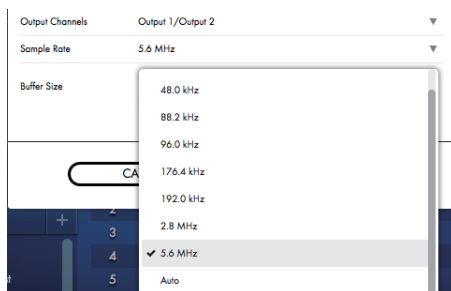 Output Channels Output 1/Output 2 ▼
Sample Rate 5.6 MHz ▼
Buffer Size
48.0 kHz
88.2 kHz
96.0 kHz
176.4 kHz
CA
192.0 kHz
+
2
2.8 MHz
3
✔ 5.6 MHz
4
5
Auto